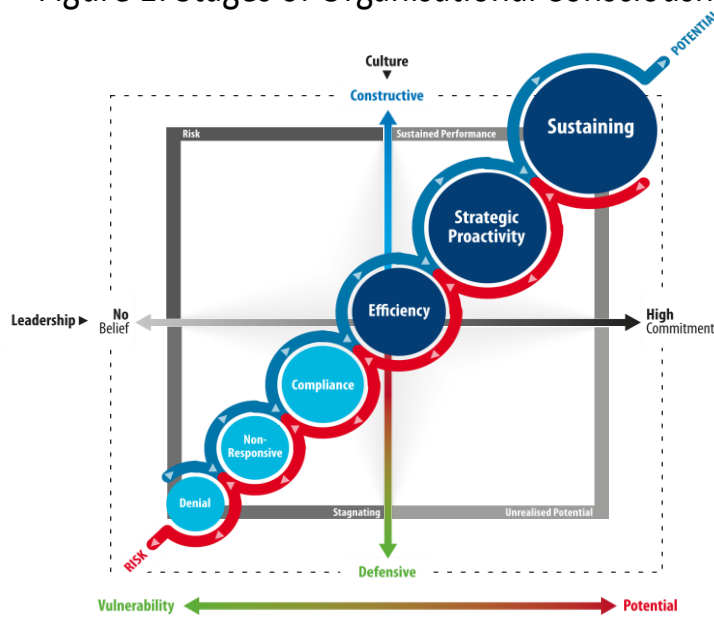 Culture
Constructive
POTENTIAL
Risk
Sustained Performance
Sustaining
Strategic
Proactivity
Leadership
No
Belief
Efficiency
High
Commitment
Compliance
Non-
Responsive
Denial
Stagnating
Unrealised Potential
RISK
Defensive
Vulnerability
Potential